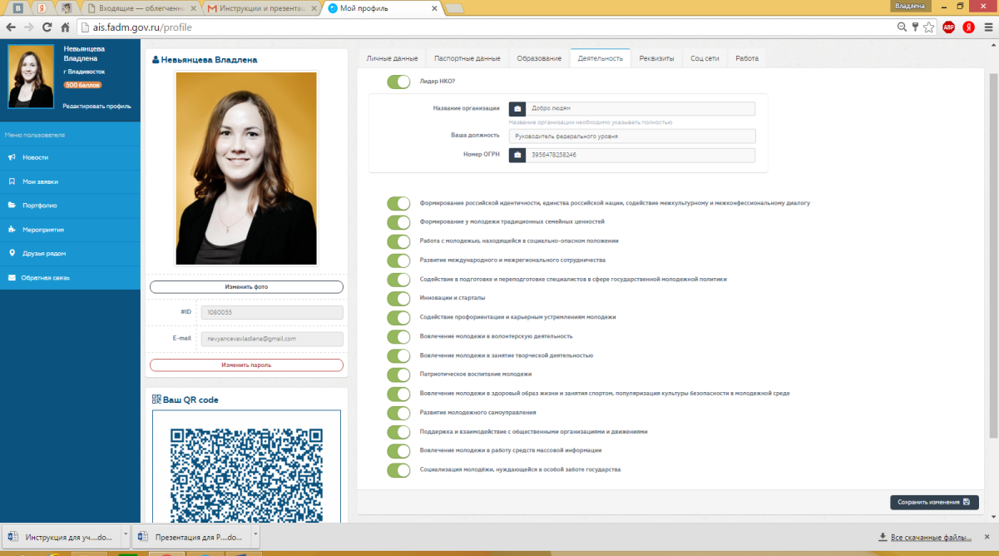 Владлена
Входящие — облегченн
Инструкции и презентац
Мой профиль
ais.fadm.gov.ru/profile
Невьянцева
Владлена
г Владивосток
500 баллов
Редактировать профиль
Меню пользователя
Новости
Мои заявки
Портфолио
Мероприятия
Друзья рядом
Обратная связь
Невьянцева Владлена
Изменить фото
#ID 1080055
E-mail nevyancevavladlena@gmail.com
Изменить пароль
Ваш QR code
Личные данные Паспортные данные Образование Деятельность Реквизиты Соц сети Работа
Лидер НКО?
Название организации Добро людям
Название организации необходимо указывать полностью
Ваша должность Руководитель федерального уровня
Номер ОГРН 3956478258246
Формирование российской идентичности, единства российской нации, содействие межкультурному и межконфессиональному диалогу
Формирование у молодежи традиционных семейных ценностей
Работа с молодежью, находящейся в социально-опасном положении
Развитие международного и межрегионального сотрудничества
Содействие в подготовке и переподготовке специалистов в сфере государственной молодежной политики
Инновации и стартапы
Содействие профориентации и карьерным устремлениям молодежи
Вовлечение молодежи в волонтерскую деятельность
Вовлечение молодежи в занятие творческой деятельностью
Патриотическое воспитание молодежи
Вовлечение молодежи в здоровый образ жизни и занятия спортом, популяризация культуры безопасности в молодежной среде
Развитие молодежного самоуправления
Поддержка и взаимодействие с общественными организациями и движениями
Вовлечение молодежи в работу средств массовой информации
Социализация молодёжи, нуждающейся в особой заботе государства
Сохранить изменения
Инструкция для уч....do...
Презентация для Р....do...
Все скачанные файлы...